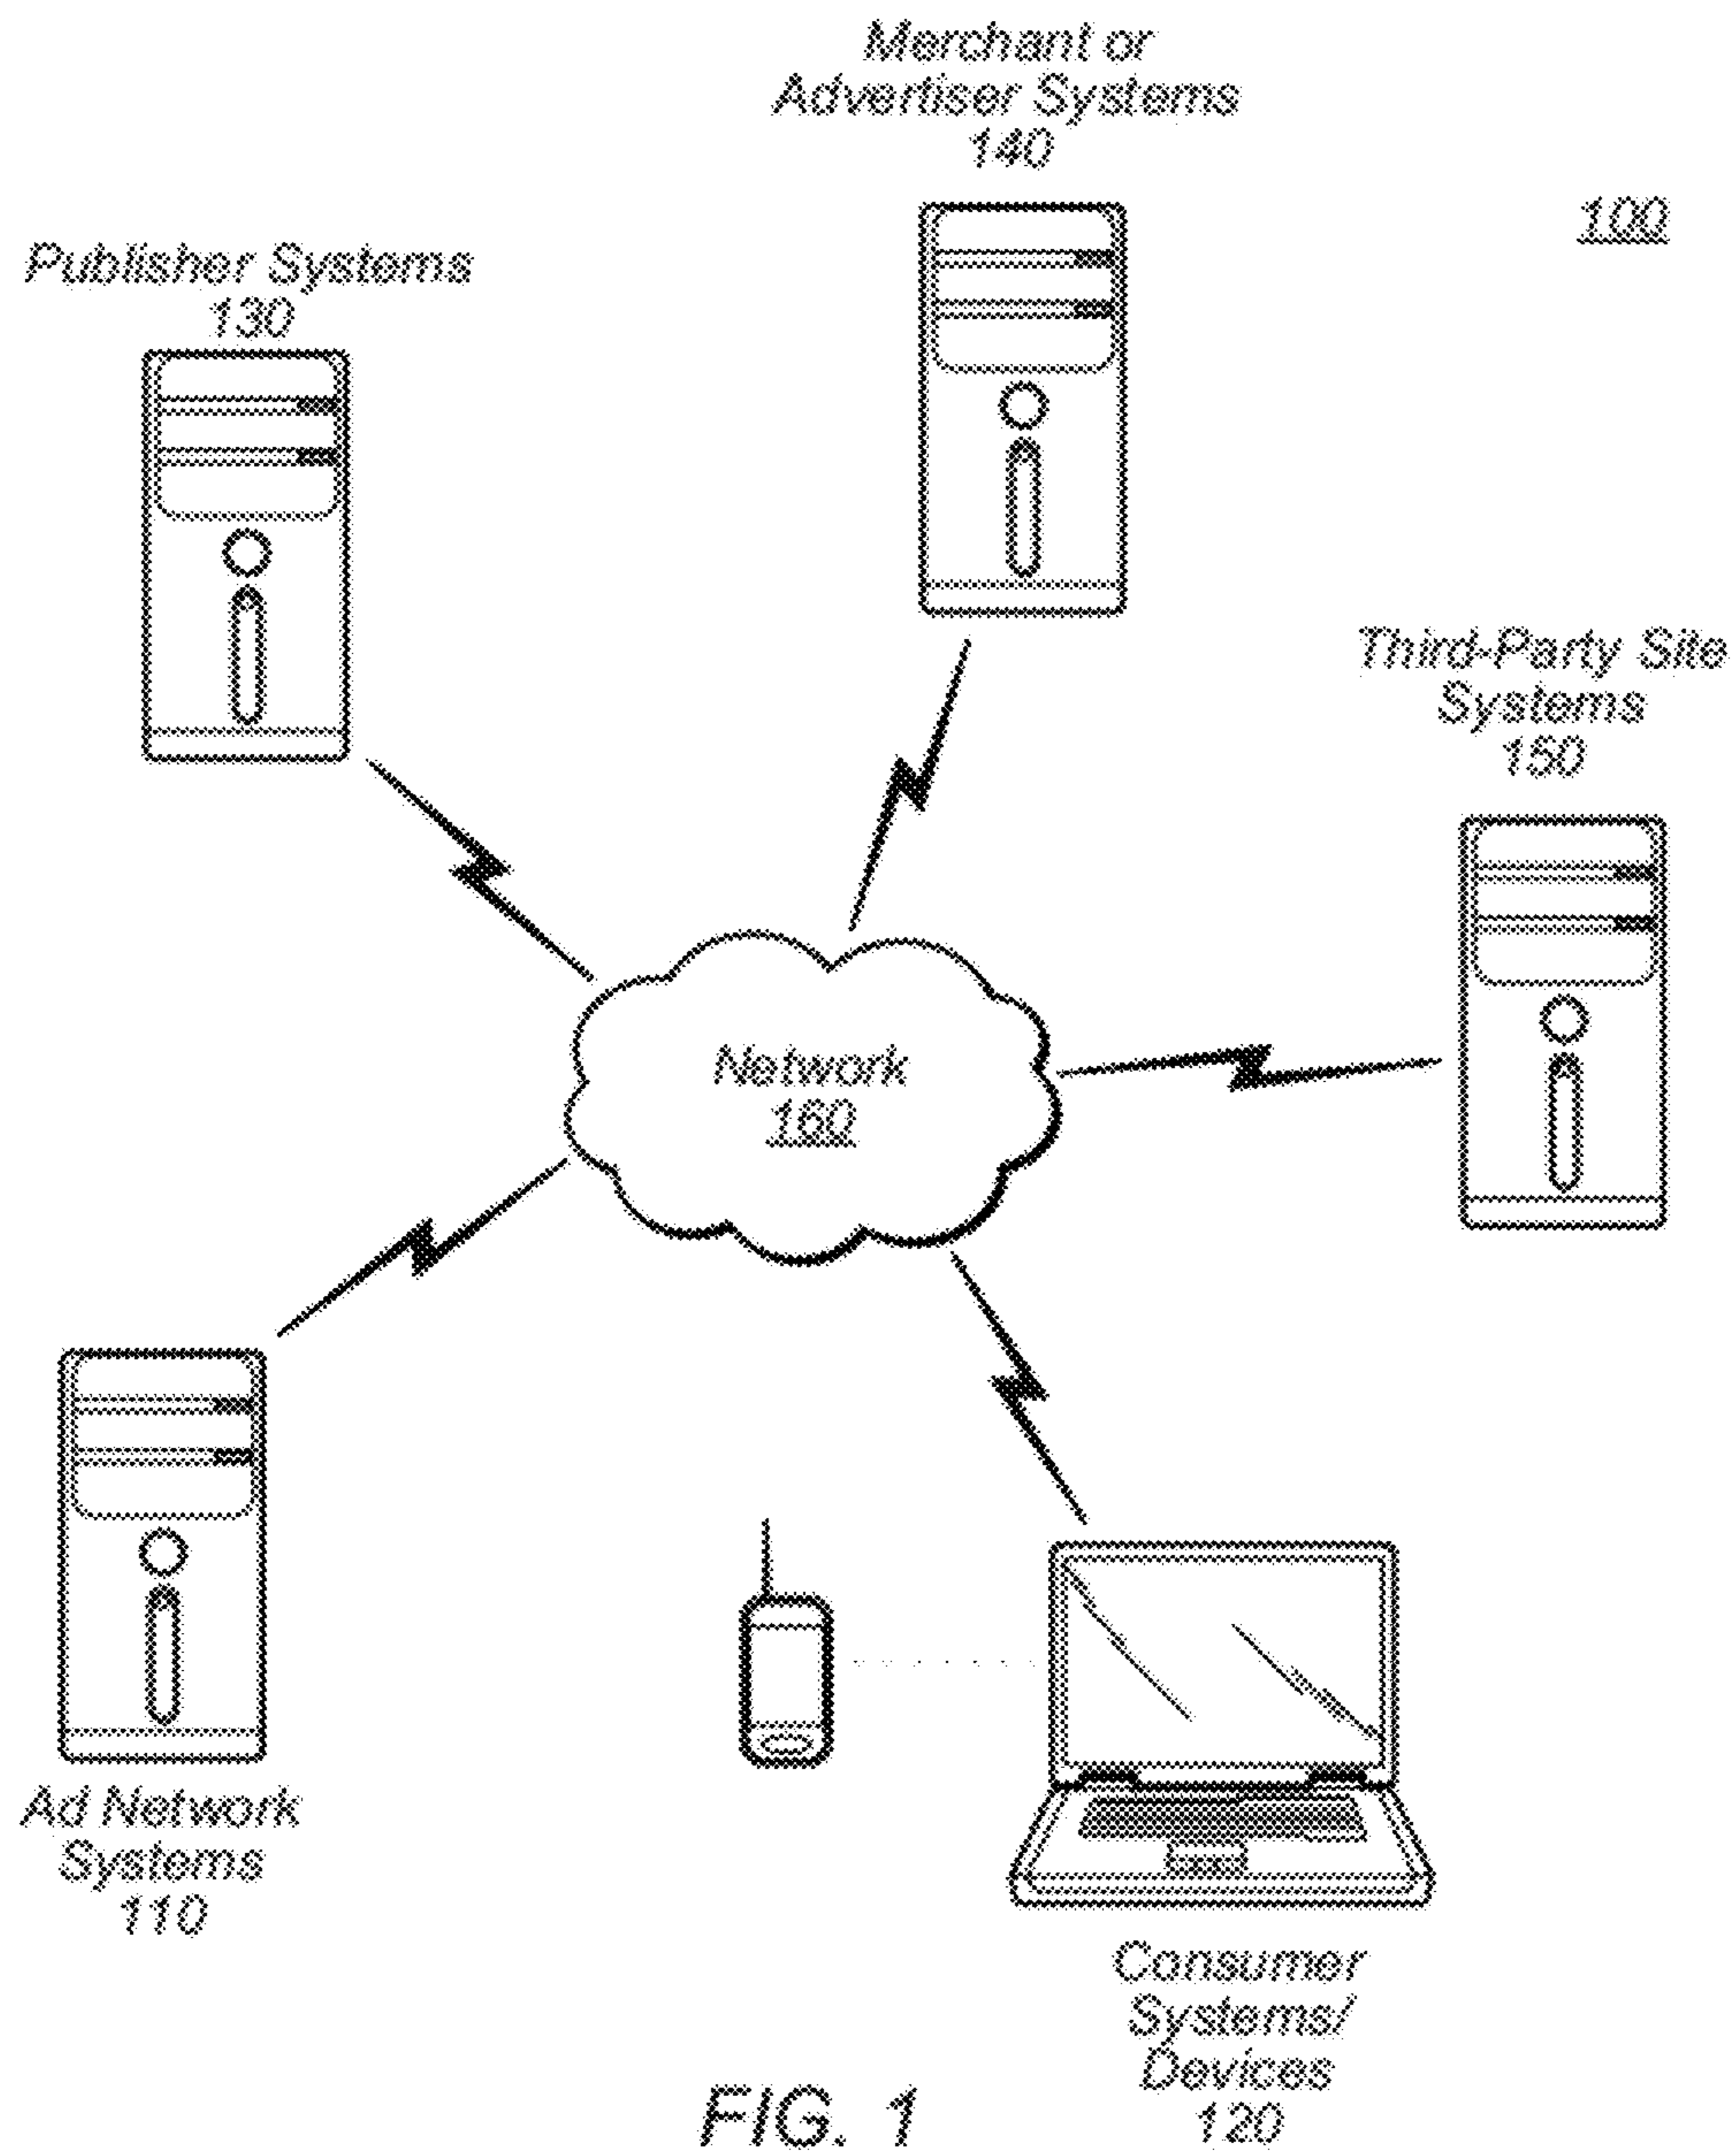 Merchant or
Advertiser Systems
140
100
Publisher Systems
130
Third-Party Site
Systems
150
Network
160
Ad Network
Systems
110
Consumer
Systems/
Devices
120
FIG. 1